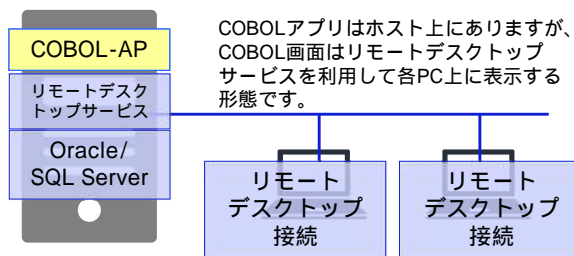 COBOL-AP
リモートデスク
トップサービス
Oracle/
SQL Server
COBOLアプリはホスト上にありますが、
COBOL画面はリモートデスクトップ
サービスを利用して各PC上に表示する
形態です。
リモート
デスクトップ
接続
リモート
デスクトップ
接続